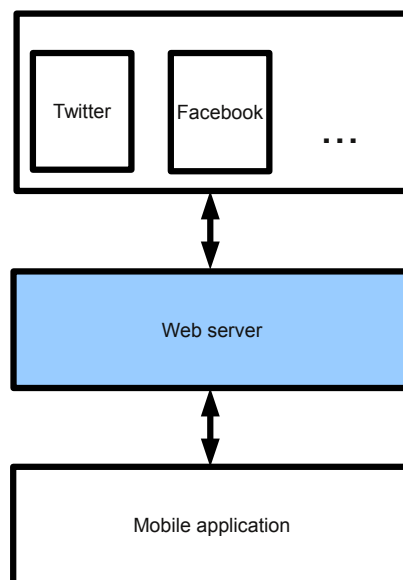 Twitter
Facebook
...
Web server
Mobile application